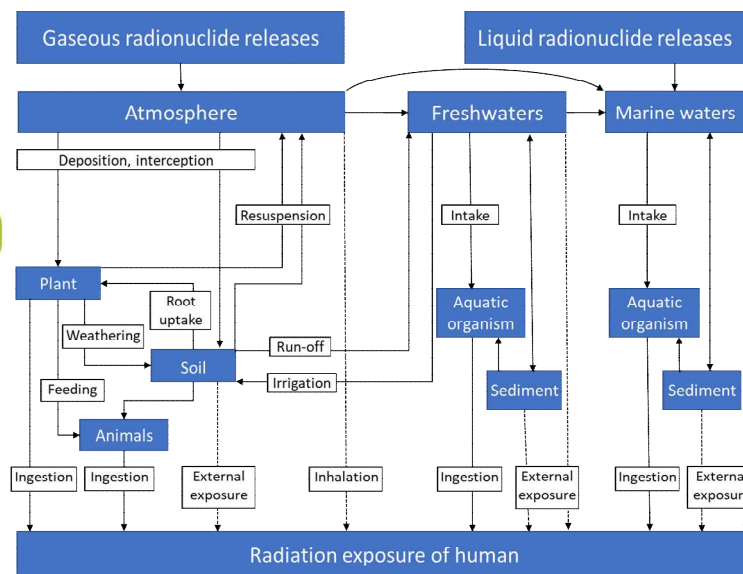 Gaseous radionuclide releases
Liquid radionuclide releases
Atmosphere
Freshwaters
Marine waters
Deposition, interception
Resuspension
Intake
Intake
Plant
Root
uptake
Weathering
Aquatic
organism
Aquatic
organism
Run-off
Soil
Irrigation
Feeding
Sediment
Sediment
Animals
Ingestion
Ingestion
External
exposure
Inhalation
Ingestion
External
exposure
Ingestion
External
exposure
Radiation exposure of human